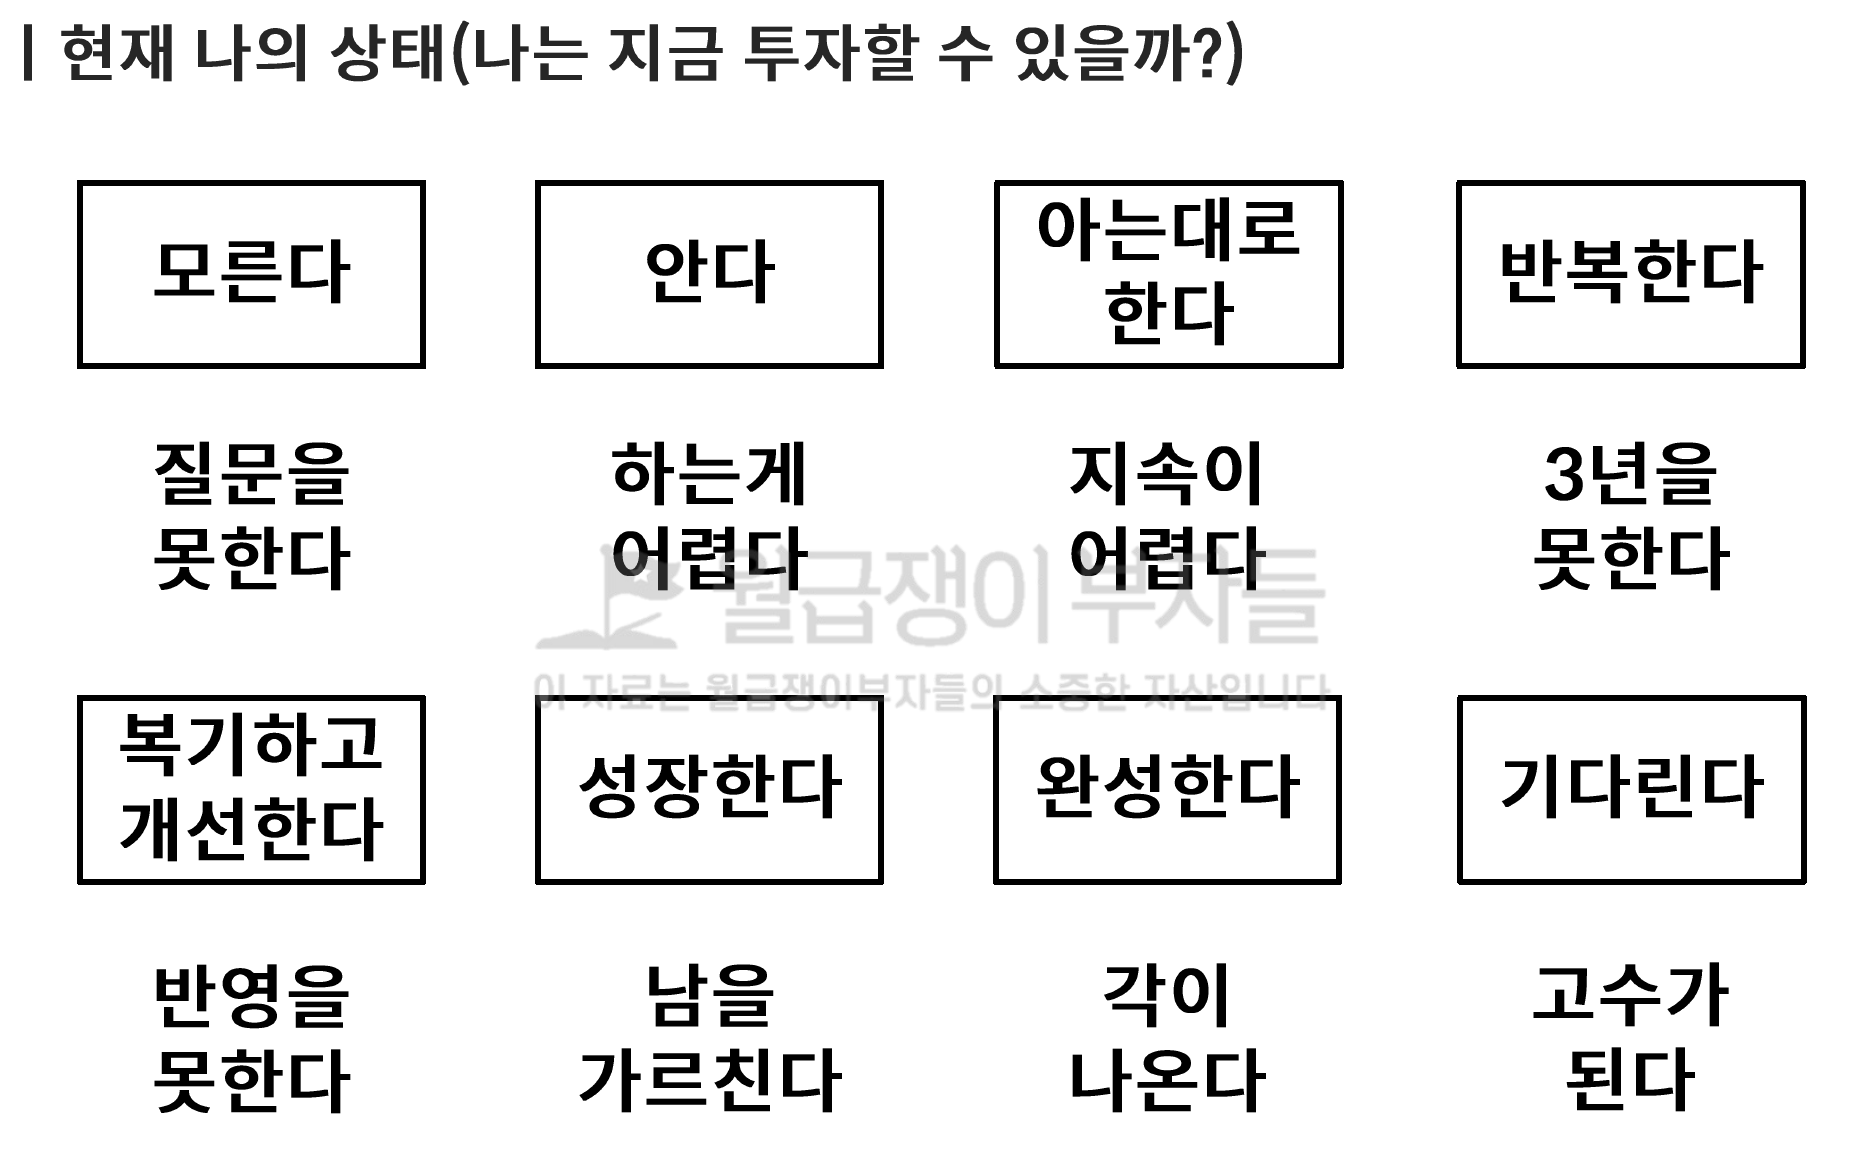 | 현재 나의 상태(나는 지금 투자할 수 있을까?)
모른다
안다
아는대로
한다
반복한다
질문을
못한다
하는게
어렵다
지속이
어렵다
3년을
못한다
월급쟁이 부자들
이 자료는 월급쟁이부자들의 소중한 자산입니다
복기하고
개선한다
성장한다
완성한다
기다린다
반영을
못한다
남을
가르친다
각이
나온다
고수가
된다